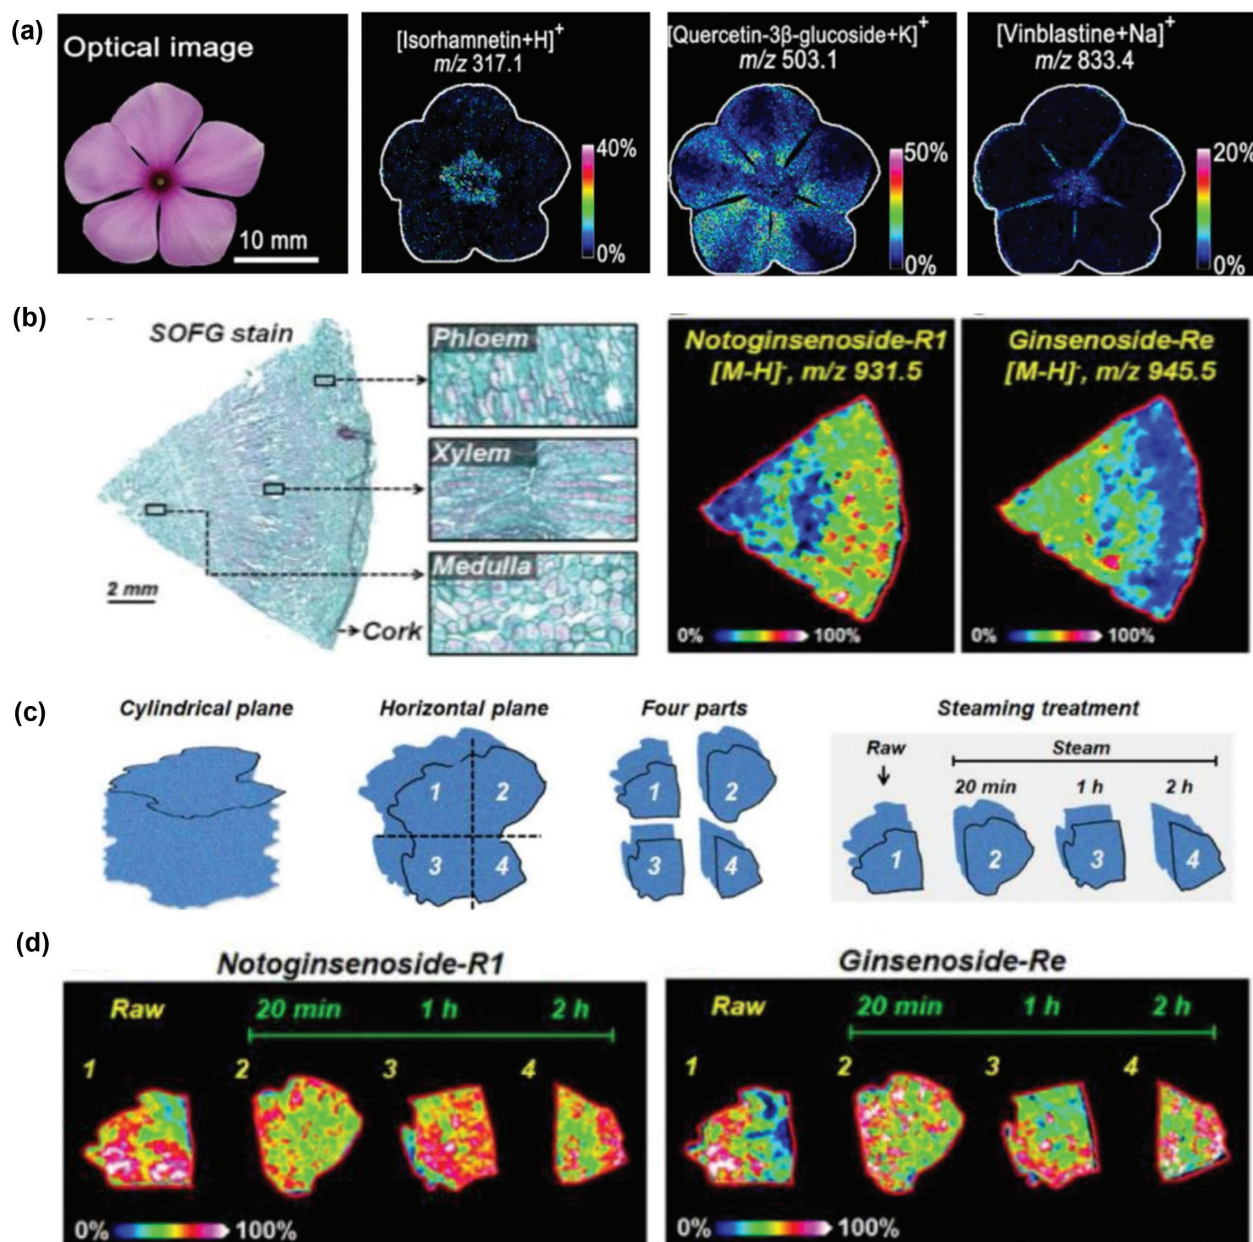 (a)
Optical image
10 mm
[Isorhamnetin+H]+
m/z 317.1
40%
0%
[Quercetin-3β-glucoside+K]+
m/z 503.1
50%
0%
[Vinblastine+Na]+
m/z 833.4
20%
0%
(b)
SOFG stain
Phloem
Xylem
Medulla
2 mm
Cork
Notoginsenoside-R1
[M-H]-, m/z 931.5
0% 100%
Ginsenoside-Re
[M-H]-, m/z 945.5
0% 100%
(c)
Cylindrical plane
Horizontal plane
1 2
3 4
Four parts
1 2
3 4
Steaming treatment
Raw Steam
20 min 1 h 2 h
1 2 3 4
(d)
Notoginsenoside-R1
Raw 20 min 1 h 2 h
1 2 3 4
0% 100%
Ginsenoside-Re
Raw 20 min 1 h 2 h
1 2 3 4
0% 100%